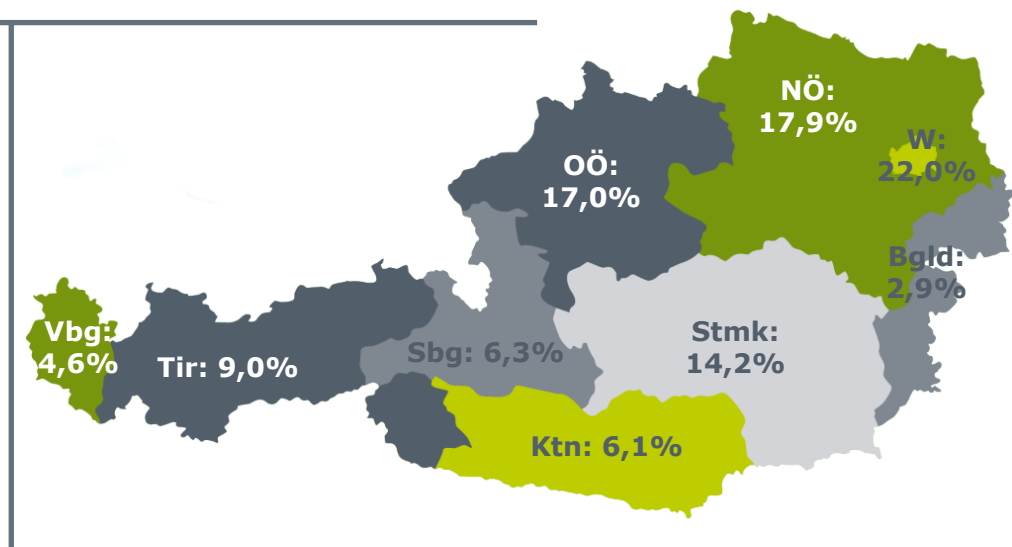 NÖ:
17,9%
W:
22,0%
OÖ:
17,0%
Bgld:
2,9%
Vbg:
4,6%
Tir: 9,0%
Sbg: 6,3%
Stmk:
14,2%
Ktn: 6,1%